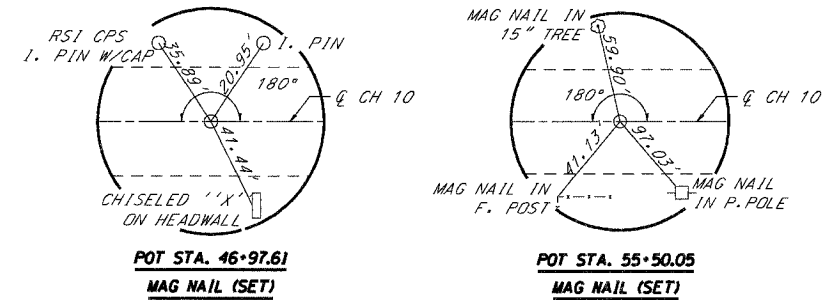 RSI CPS
I. PIN W/CAP
35.89'
20.95'
I. PIN
180°
℄ CH 10
41.44'
CHISELED ''X''
ON HEADWALL
POT STA. 46+97.61
MAG NAIL (SET)
MAG NAIL IN
15" TREE
59.90'
180°
℄ CH 10
41.13'
97.03'
MAG NAIL IN
F. POST
MAG NAIL
IN P.POLE
POT STA. 55+50.05
MAG NAIL (SET)